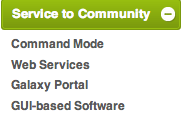 Service to Community
Command Mode
Web Services
Galaxy Portal
GUI-based Software